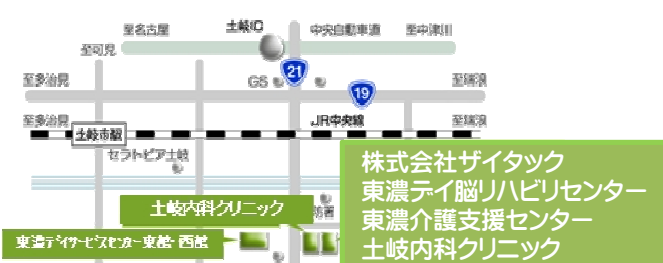 至名古屋
土岐IC
中央自動車道
至中津川
至可児
至多治見
GS
21
至瑞浪
19
至多治見
JR中央線
至瑞浪
土岐市駅
セラトピア土岐
株式会社ザイタック
東濃デイ脳リハビリセンター
東濃介護支援センター
土岐内科クリニック
土岐内科クリニック
防署
東濃デイサービスセンター東館・西館